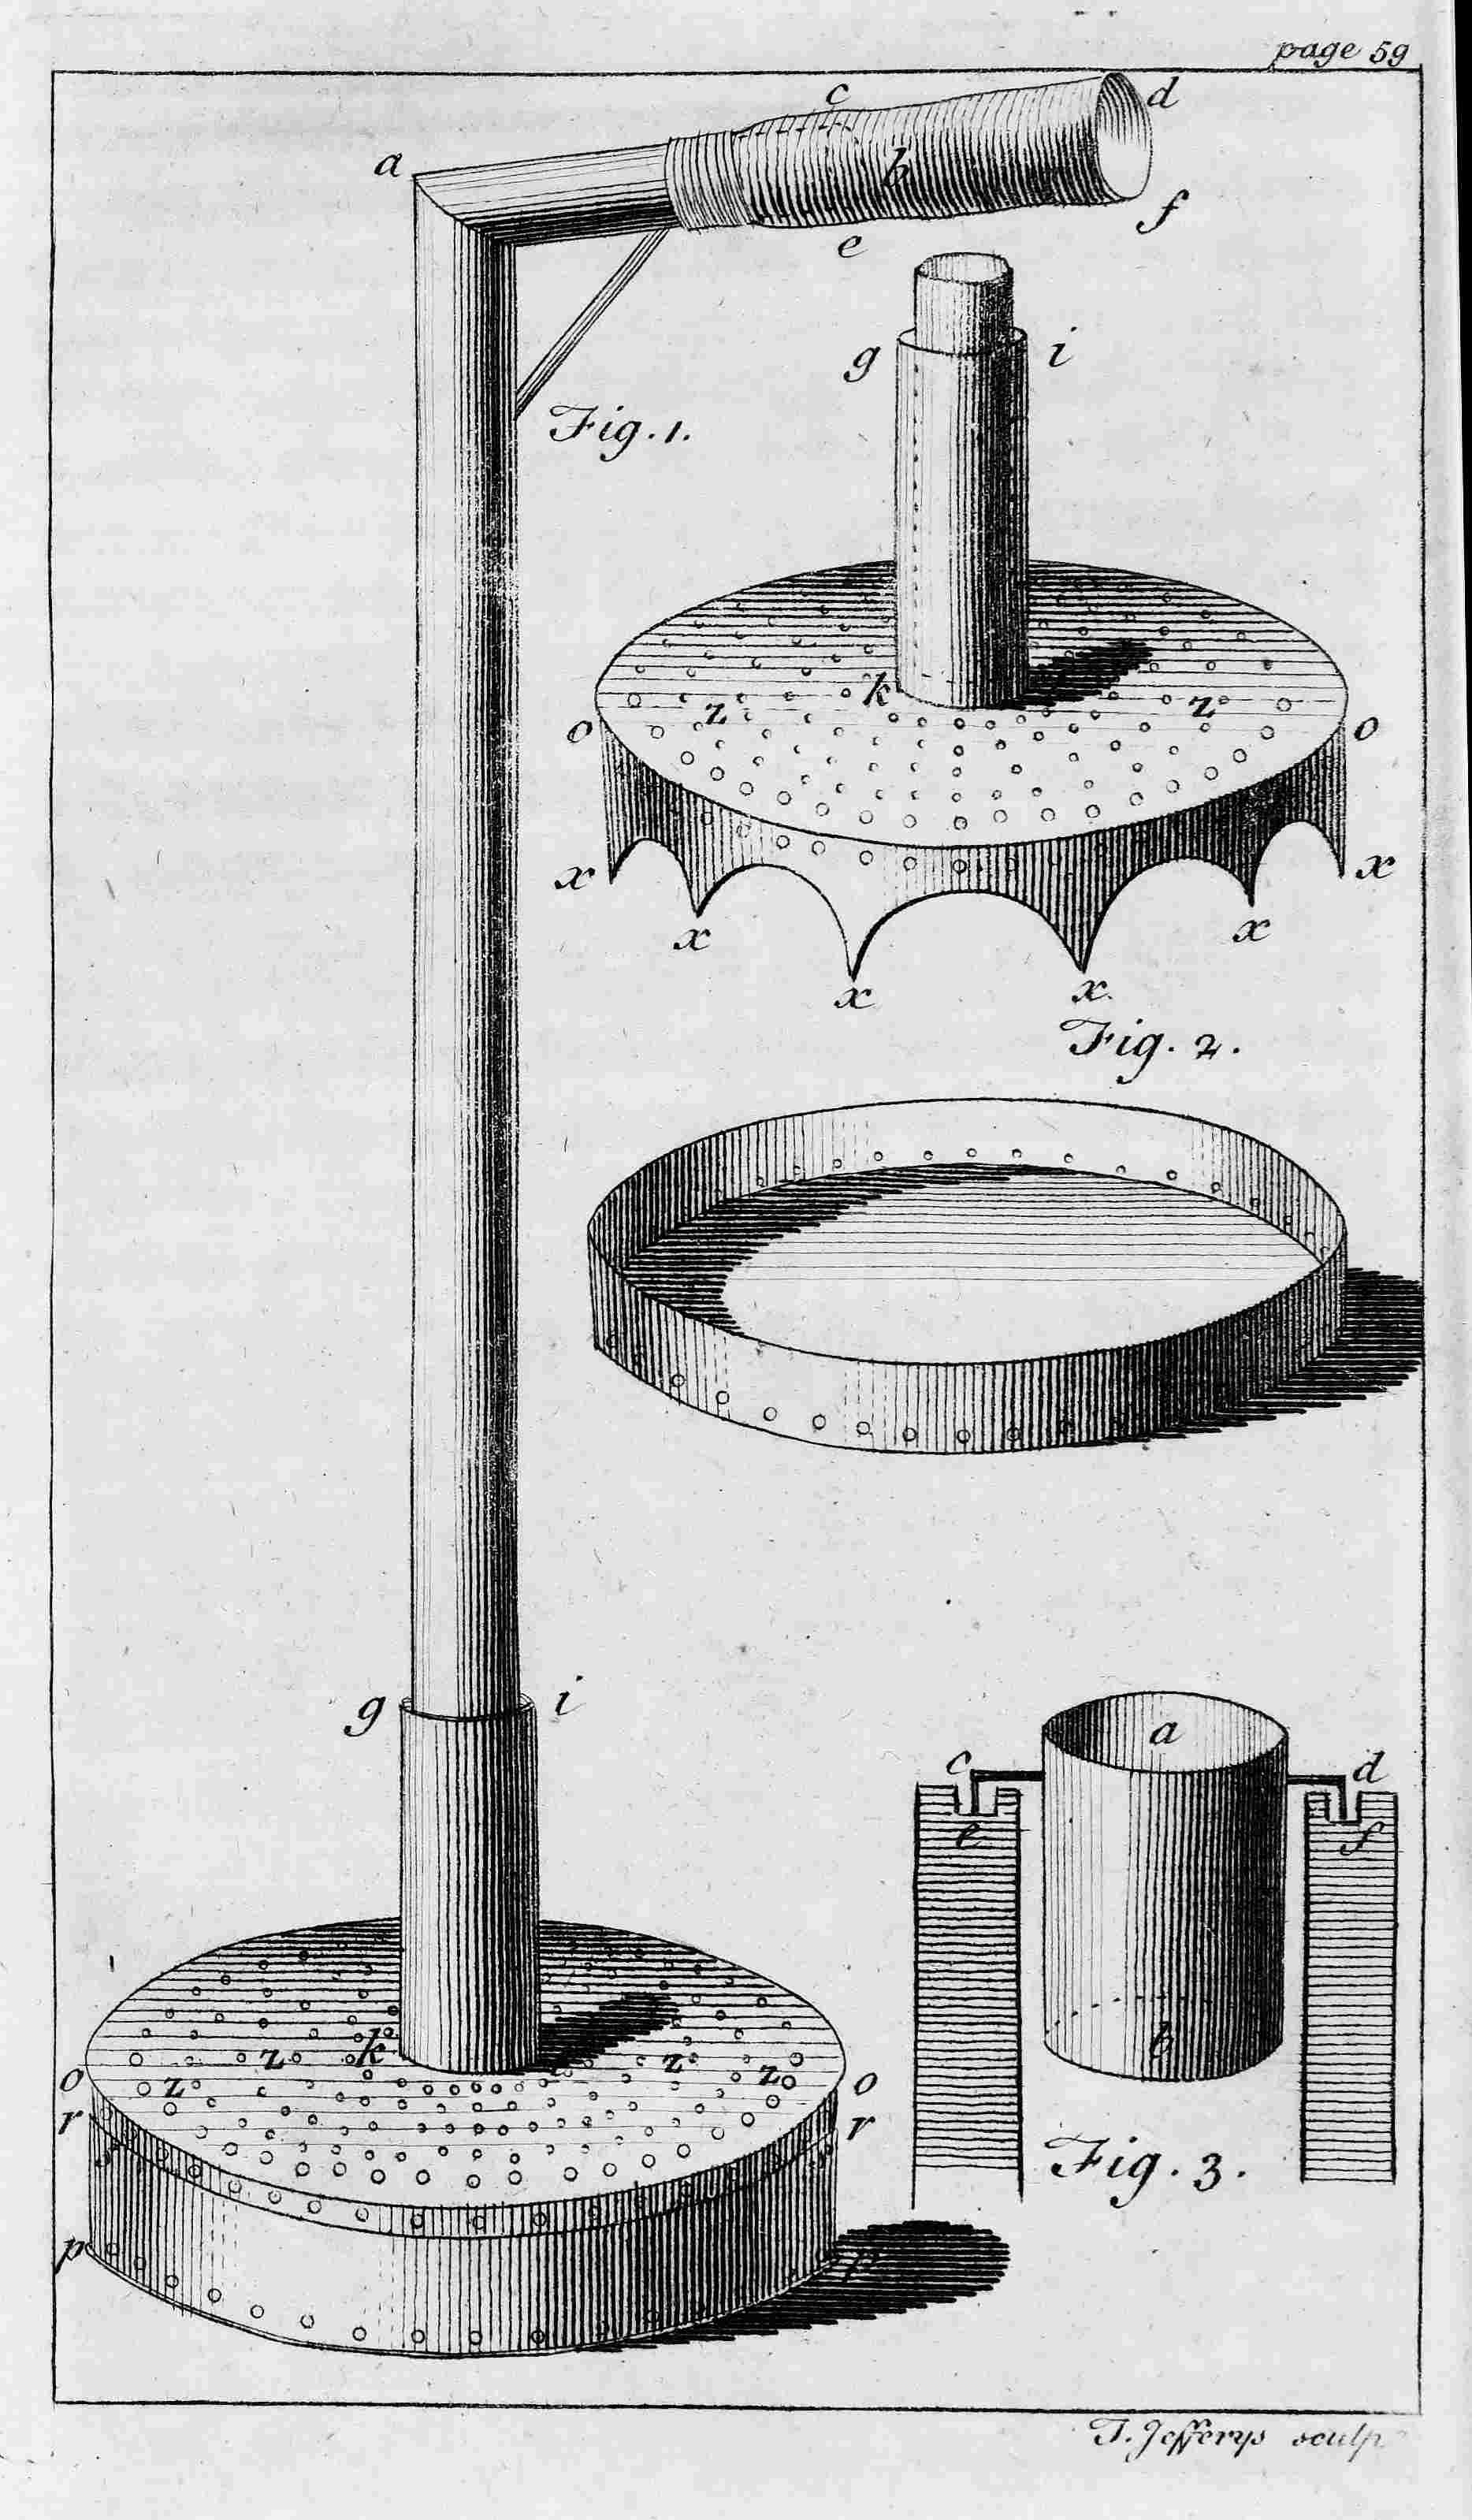 page 59
c
d
a
b
f
e
g i
Fig. 1.
k
z z
o o
x x
x x
x x
Fig. 2.
g i
a
c d
e f
k
z z
z z
o o
b
r r
Fig. 3.
p p
T. Jefferys sculp